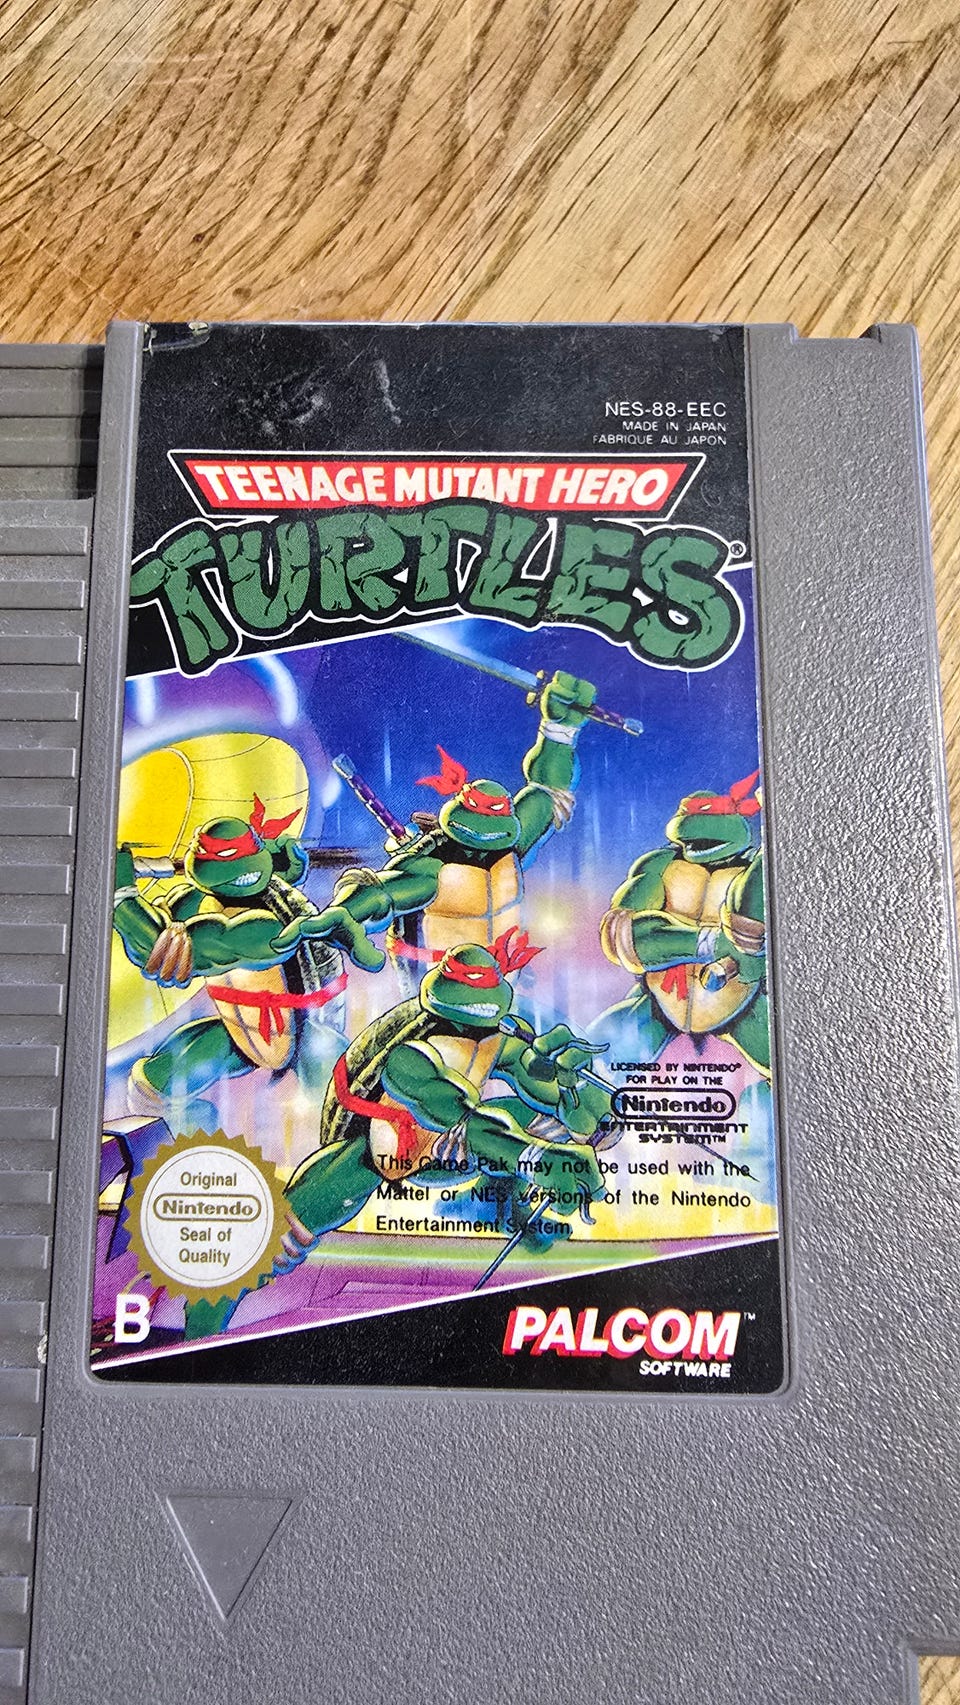 NES-88-EEC
MADE IN JAPAN
FABRIQUE AU JAPON
TEENAGE MUTANT HERO
TURTLES®
LICENSED BY NINTENDO®
FOR PLAY ON THE
Nintendo
ENTERTAINMENT
SYSTEM™
This Game Pak may not be used with the
Mattel or NES versions of the Nintendo
Entertainment System.
Original
Nintendo
Seal of
Quality
B
PALCOM™
SOFTWARE